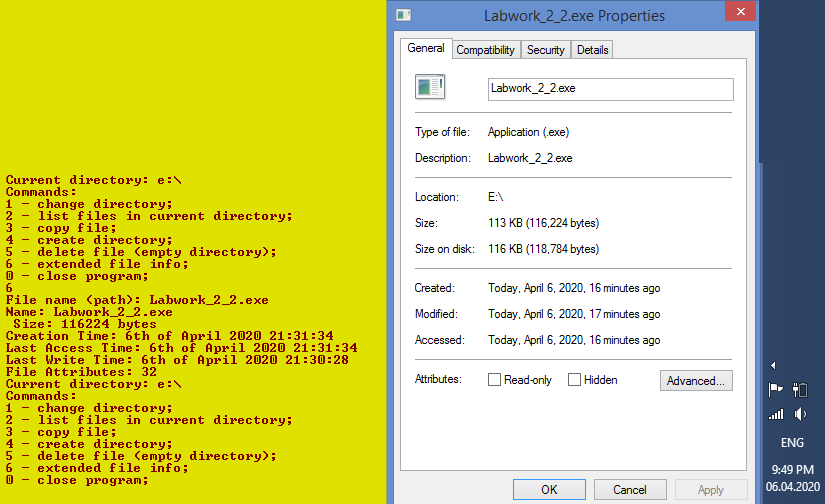 Current directory: e:\
Commands:
1 - change directory;
2 - list files in current directory;
3 - copy file;
4 - create directory;
5 - delete file (empty directory);
6 - extended file info;
0 - close program;
6
File name (path): Labwork_2_2.exe
Name: Labwork_2_2.exe
Size: 116224 bytes
Creation Time: 6th of April 2020 21:31:34
Last Access Time: 6th of April 2020 21:31:34
Last Write Time: 6th of April 2020 21:30:28
File Attributes: 32
Current directory: e:\
Commands:
1 - change directory;
2 - list files in current directory;
3 - copy file;
4 - create directory;
5 - delete file (empty directory);
6 - extended file info;
0 - close program;
Labwork_2_2.exe Properties
General Compatibility Security Details
Labwork_2_2.exe
Type of file: Application (.exe)
Description: Labwork_2_2.exe
Location: E:\
Size: 113 KB (116,224 bytes)
Size on disk: 116 KB (118,784 bytes)
Created: Today, April 6, 2020, 16 minutes ago
Modified: Today, April 6, 2020, 17 minutes ago
Accessed: Today, April 6, 2020, 16 minutes ago
Attributes: Read-only Hidden Advanced...
OK Cancel Apply
ENG
9:49 PM
06.04.2020